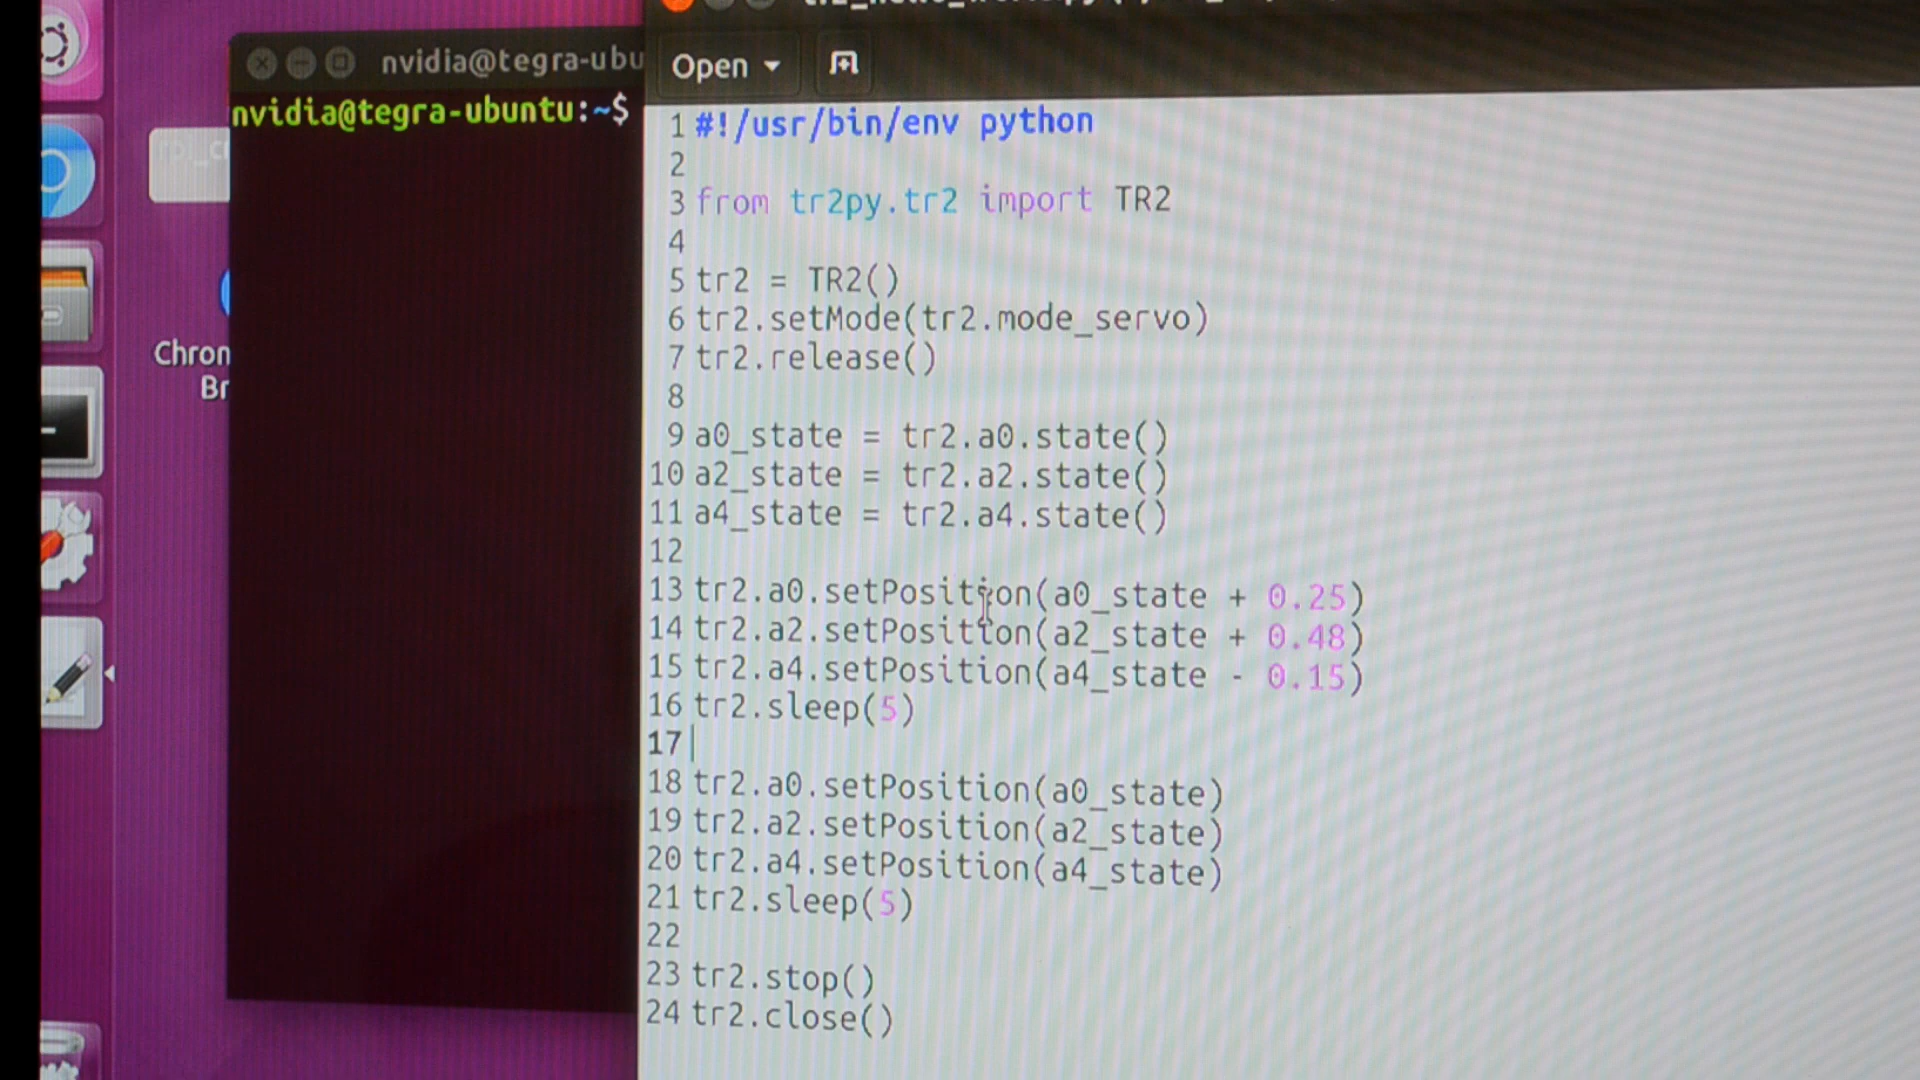 nvidia@tegra-ubu
nvidia@tegra-ubuntu:~$
Chrom
Br
Open
1 #!/usr/bin/env python
2
3 from tr2py.tr2 import TR2
4
5 tr2 = TR2()
6 tr2.setMode(tr2.mode_servo)
7 tr2.release()
8
9 a0_state = tr2.a0.state()
10 a2_state = tr2.a2.state()
11 a4_state = tr2.a4.state()
12
13 tr2.a0.setPosition(a0_state + 0.25)
14 tr2.a2.setPosition(a2_state + 0.48)
15 tr2.a4.setPosition(a4_state - 0.15)
16 tr2.sleep(5)
17
18 tr2.a0.setPosition(a0_state)
19 tr2.a2.setPosition(a2_state)
20 tr2.a4.setPosition(a4_state)
21 tr2.sleep(5)
22
23 tr2.stop()
24 tr2.close()